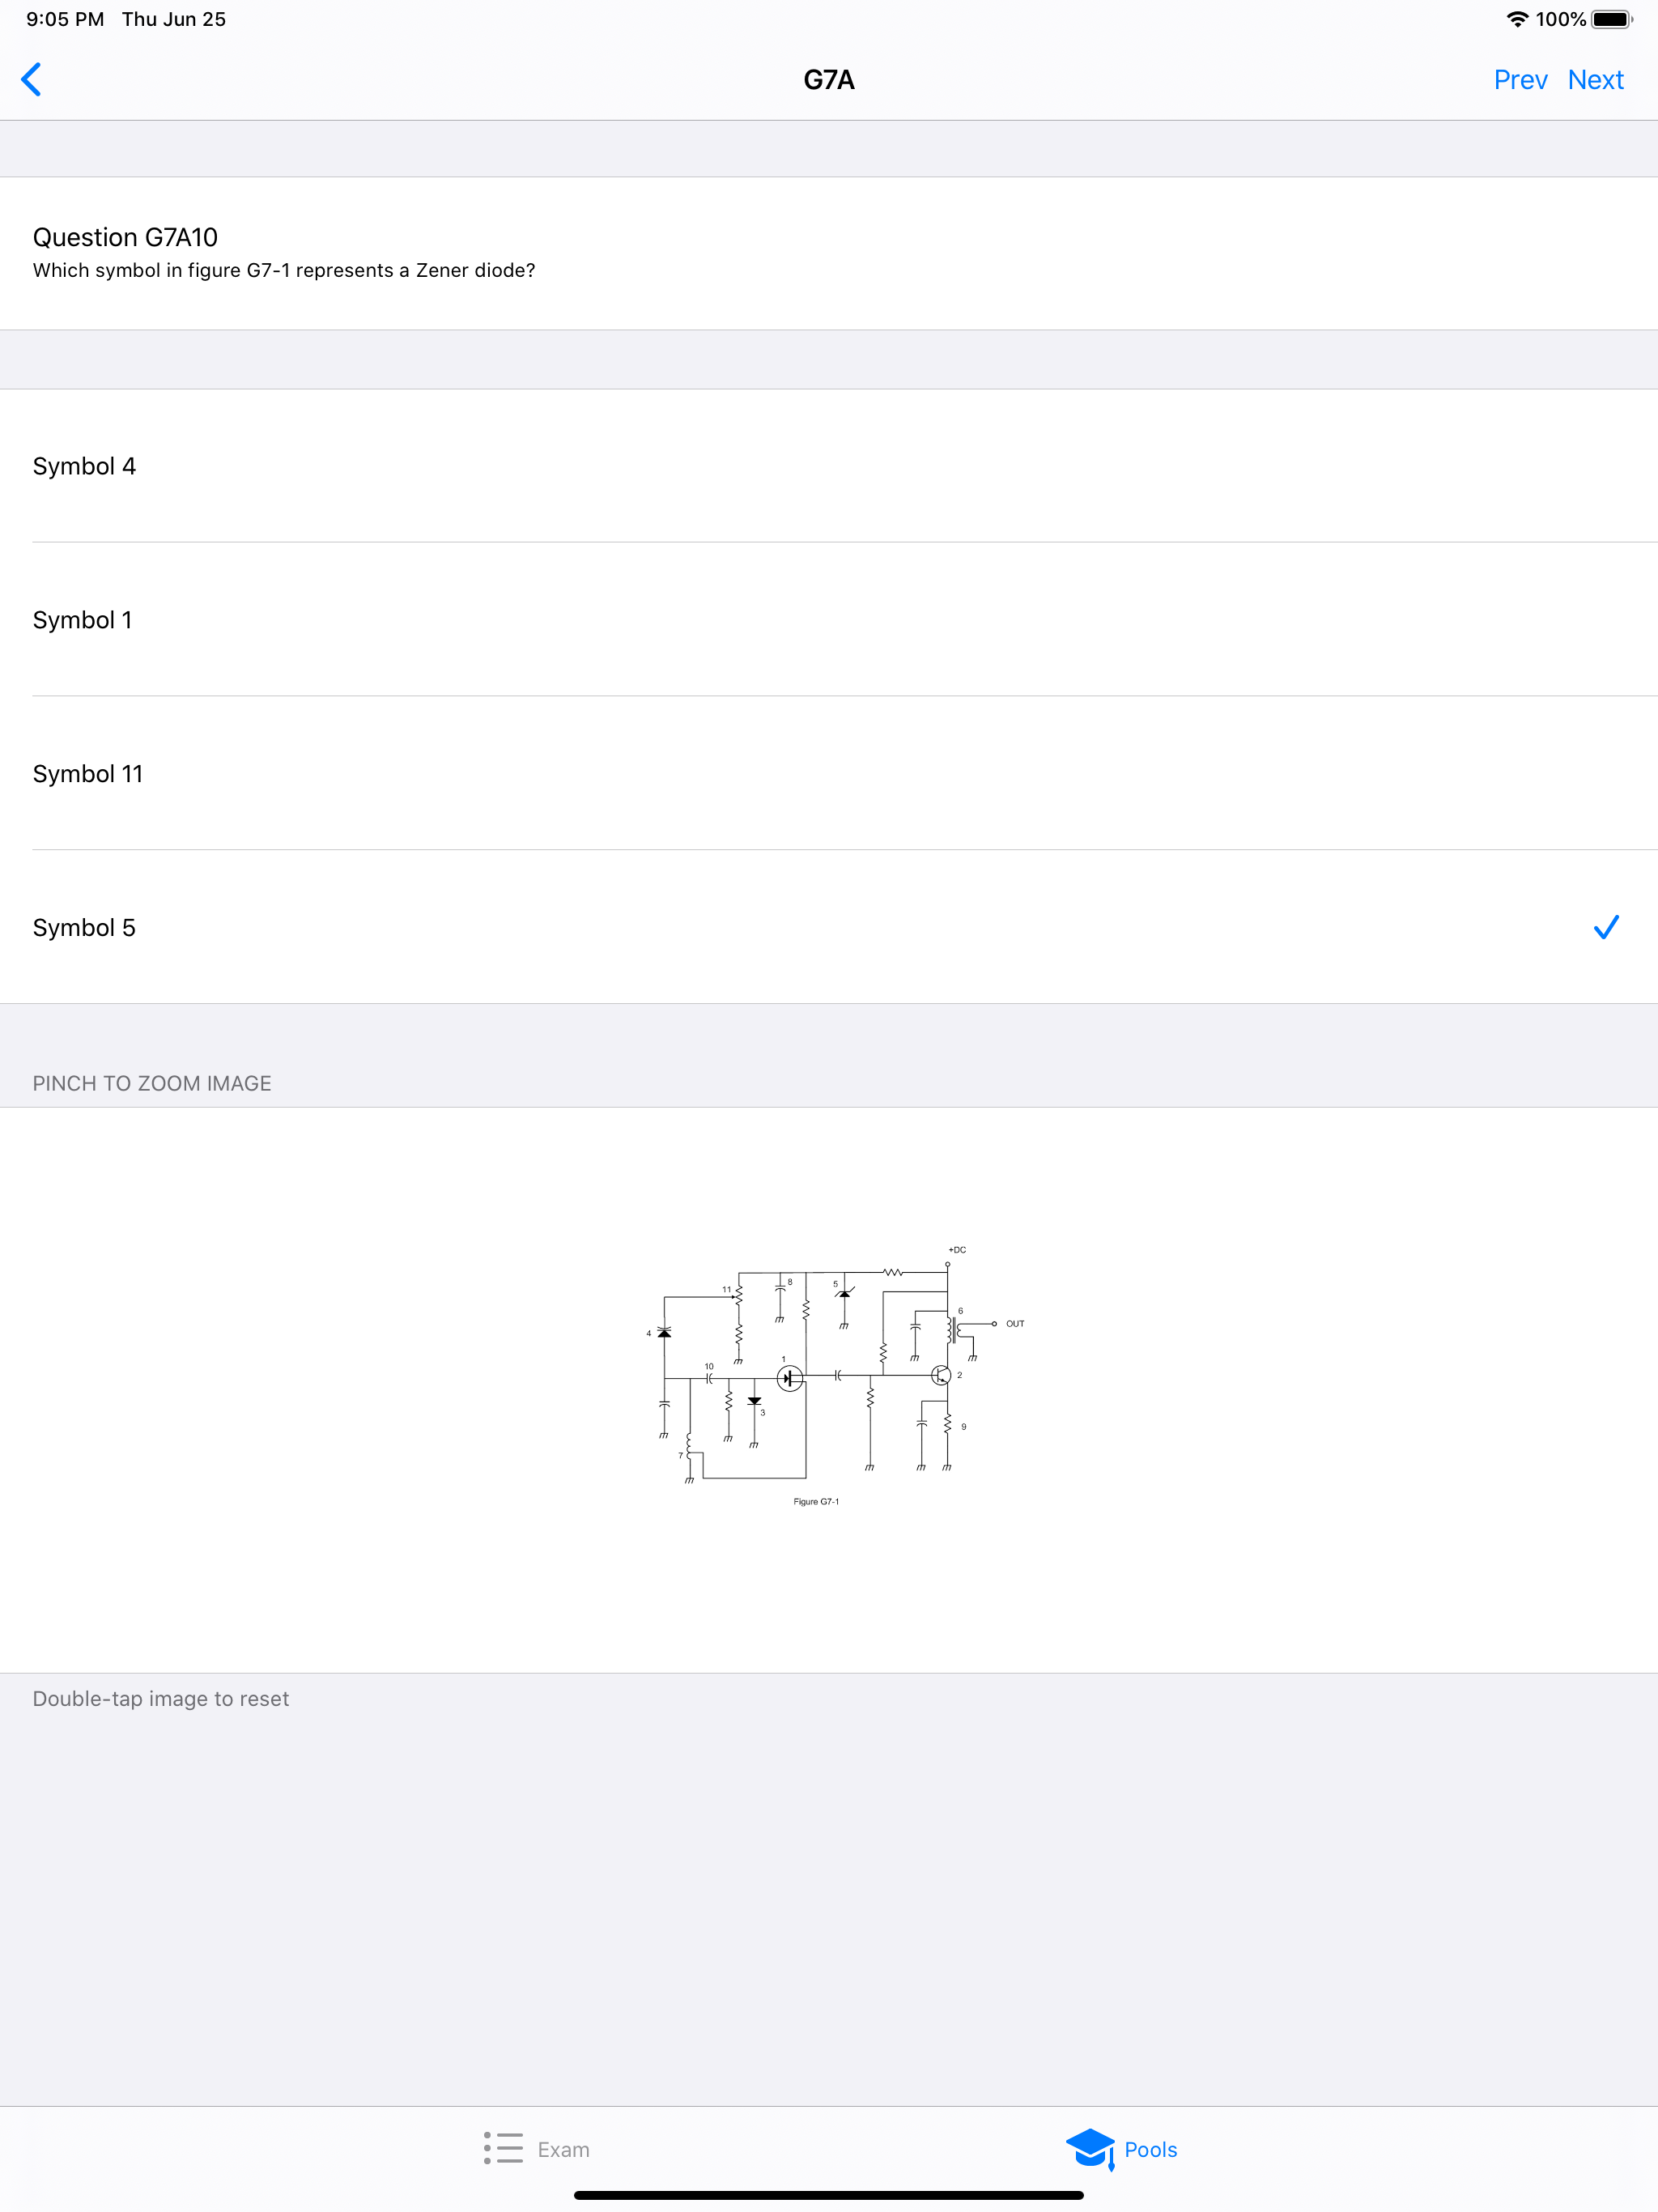 9:05 PM Thu Jun 25 100%
G7A Prev Next
Question G7A10
Which symbol in figure G7-1 represents a Zener diode?
Symbol 4
Symbol 1
Symbol 11
Symbol 5
PINCH TO ZOOM IMAGE
+DC
11 8 5
6
4 OUT
10 1
2
3
9
7
Figure G7-1
Double-tap image to reset
Exam Pools